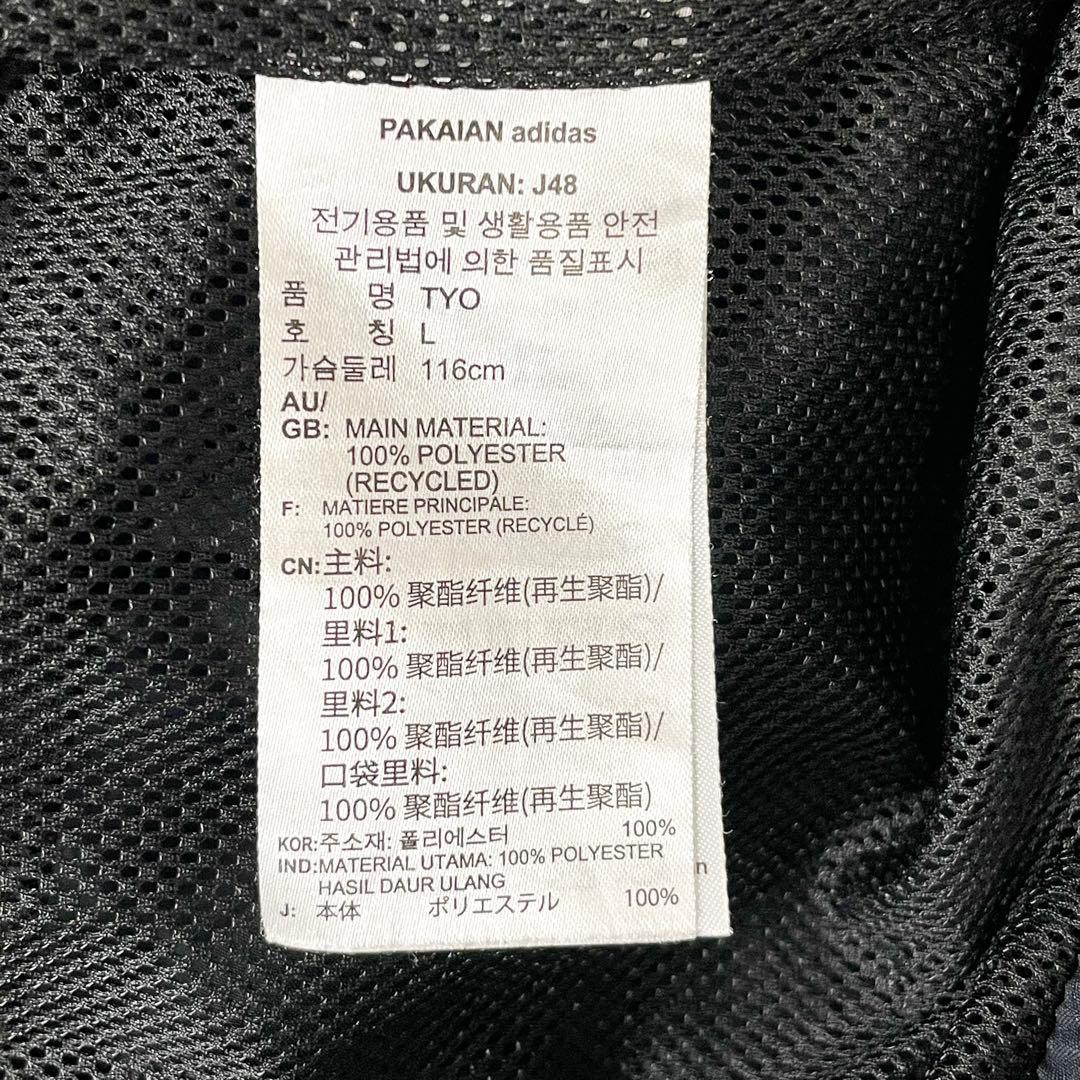 PAKAIAN adidas
UKURAN: J48
전기용품 및 생활용품 안전
관리법에 의한 품질표시
품 명 TYO
호 칭 L
가슴둘레 116cm
AU/
GB: MAIN MATERIAL:
100% POLYESTER
(RECYCLED)
F: MATIERE PRINCIPALE:
100% POLYESTER (RECYCLÉ)
CN:主料:
100% 聚酯纤维(再生聚酯)/
里料1:
100% 聚酯纤维(再生聚酯)/
里料2:
100% 聚酯纤维(再生聚酯)/
口袋里料:
100% 聚酯纤维(再生聚酯)
KOR:주소재: 폴리에스터 100%
IND:MATERIAL UTAMA: 100% POLYESTER
HASIL DAUR ULANG
n
J: 本体 ポリエステル 100%